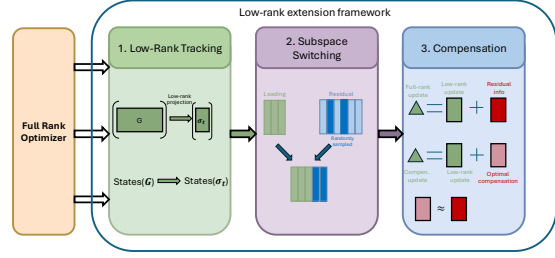 Low-rank extension framework
Full Rank
Optimizer
1. Low-Rank Tracking
Low-rank
projection
G
σt
States(G) States(σt)
2. Subspace
Switching
Leading
Residual
Randomly
sampled
3. Compensation
Full-rank
update
Low-rank
update
Residual
info
=
+
=
+
Compen.
update
Low-rank
update
Optimal
compensation
≈